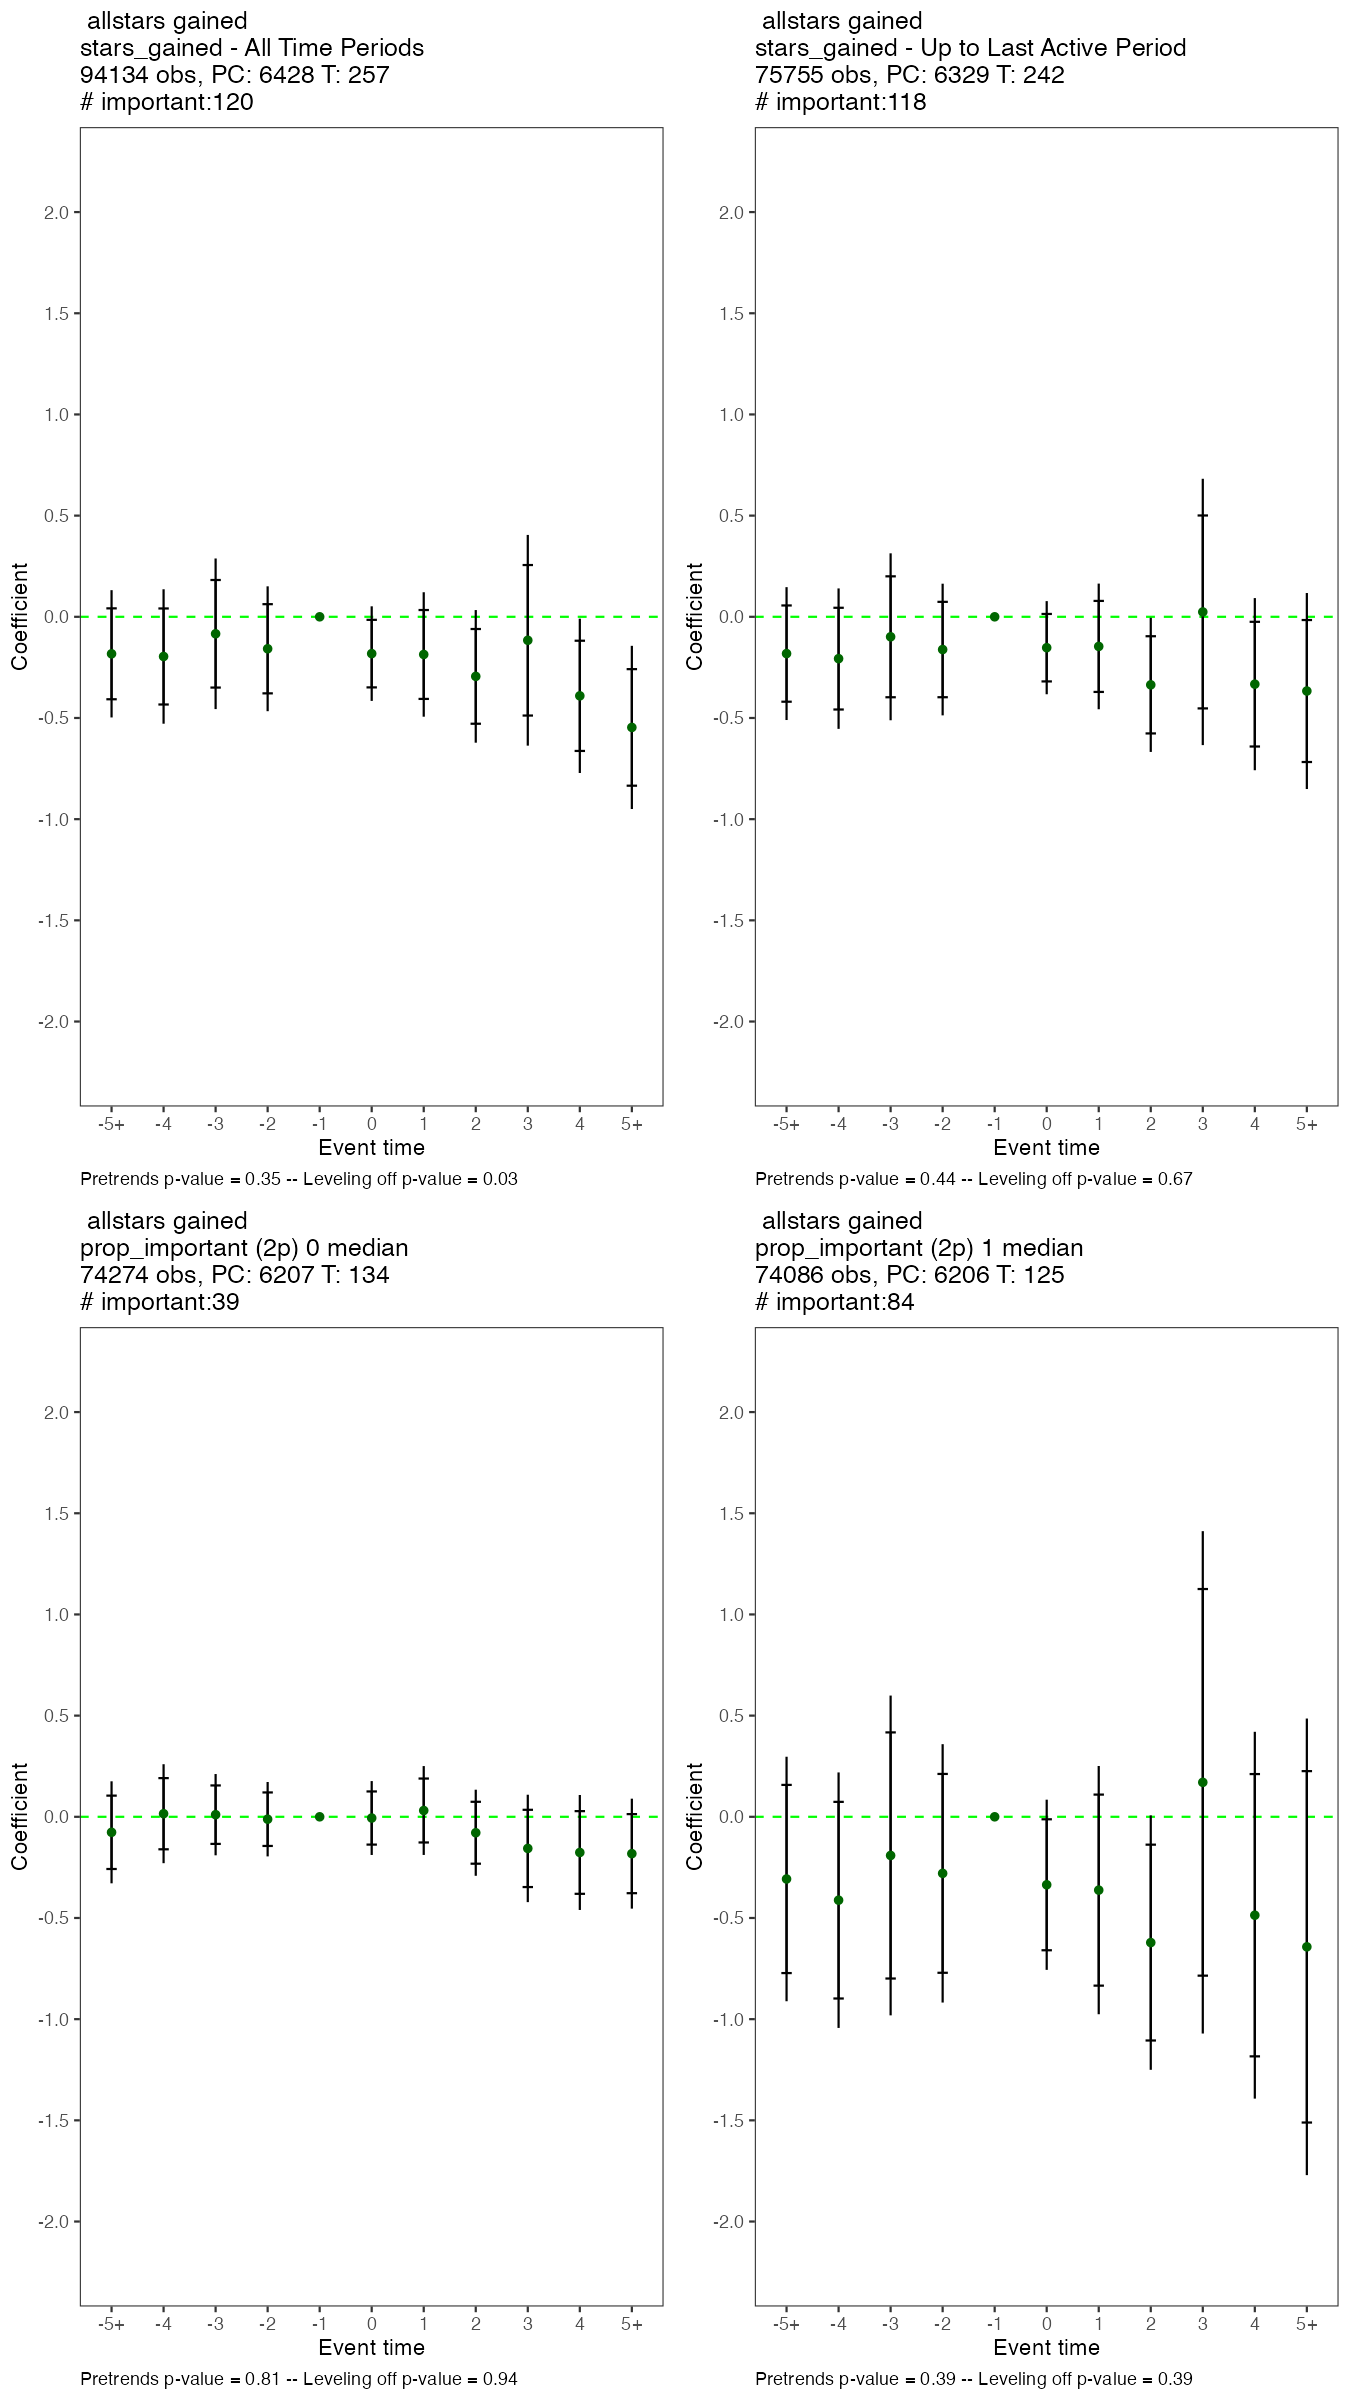 allstars gained
stars_gained - All Time Periods
94134 obs, PC: 6428 T: 257
# important:120
2.0
1.5
1.0
0.5
0.0
-0.5
-1.0
-1.5
-2.0
Coefficient
-5+ -4 -3 -2 -1 0 1 2 3 4 5+
Event time
Pretrends p-value = 0.35 -- Leveling off p-value = 0.03
allstars gained
stars_gained - Up to Last Active Period
75755 obs, PC: 6329 T: 242
# important:118
2.0
1.5
1.0
0.5
0.0
-0.5
-1.0
-1.5
-2.0
Coefficient
-5+ -4 -3 -2 -1 0 1 2 3 4 5+
Event time
Pretrends p-value = 0.44 -- Leveling off p-value = 0.67
allstars gained
prop_important (2p) 0 median
74274 obs, PC: 6207 T: 134
# important:39
2.0
1.5
1.0
0.5
0.0
-0.5
-1.0
-1.5
-2.0
Coefficient
-5+ -4 -3 -2 -1 0 1 2 3 4 5+
Event time
Pretrends p-value = 0.81 -- Leveling off p-value = 0.94
allstars gained
prop_important (2p) 1 median
74086 obs, PC: 6206 T: 125
# important:84
2.0
1.5
1.0
0.5
0.0
-0.5
-1.0
-1.5
-2.0
Coefficient
-5+ -4 -3 -2 -1 0 1 2 3 4 5+
Event time
Pretrends p-value = 0.39 -- Leveling off p-value = 0.39